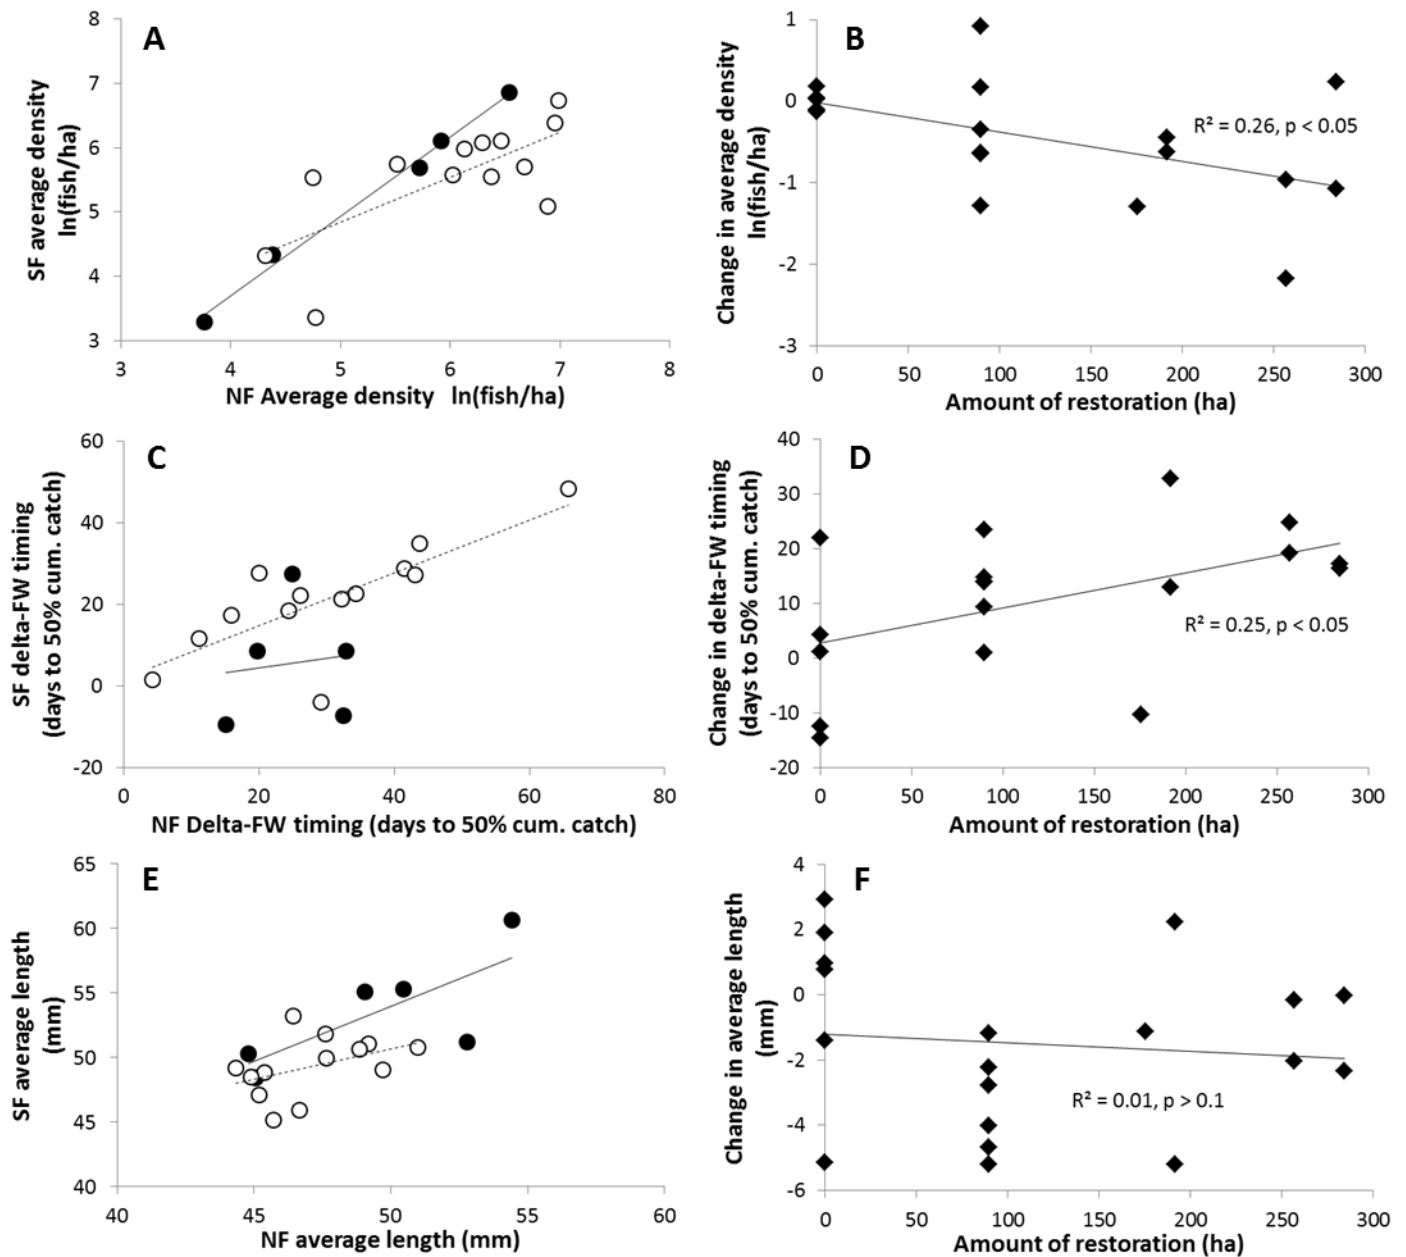 A
8
7
6
5
4
3
3 4 5 6 7 8
SF average density
ln(fish/ha)
NF Average density ln(fish/ha)
B
1
0
-1
-2
-3
0 50 100 150 200 250 300
Change in average density
ln(fish/ha)
R² = 0.26, p < 0.05
Amount of restoration (ha)
C
60
40
20
0
-20
0 20 40 60 80
SF delta-FW timing
(days to 50% cum. catch)
NF Delta-FW timing (days to 50% cum. catch)
D
40
30
20
10
0
-10
-20
0 50 100 150 200 250 300
Change in delta-FW timing
(days to 50% cum. catch)
R² = 0.25, p < 0.05
Amount of restoration (ha)
E
65
60
55
50
45
40
40 45 50 55 60
SF average length
(mm)
NF average length (mm)
F
4
2
0
-2
-4
-6
0 50 100 150 200 250 300
Change in average length
(mm)
R² = 0.01, p > 0.1
Amount of restoration (ha)